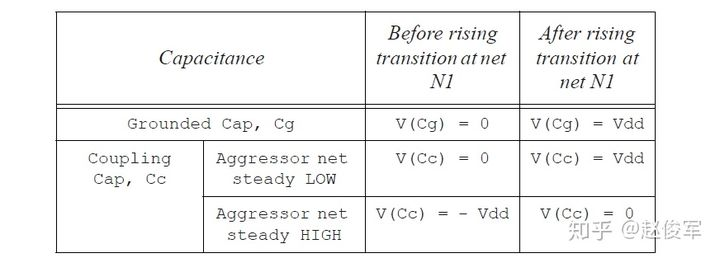 Capacitance
Before rising
transition at net
N1
After rising
transition at
net N1
Grounded Cap, Cg
V(Cg) = 0
V(Cg) = Vdd
Coupling
Cap, Cc
Aggressor net
steady LOW
V(Cc) = 0
V(Cc) = Vdd
Aggressor net
steady HIGH
V(Cc) = - Vdd
V(Cc) = 0
知乎 @赵俊军